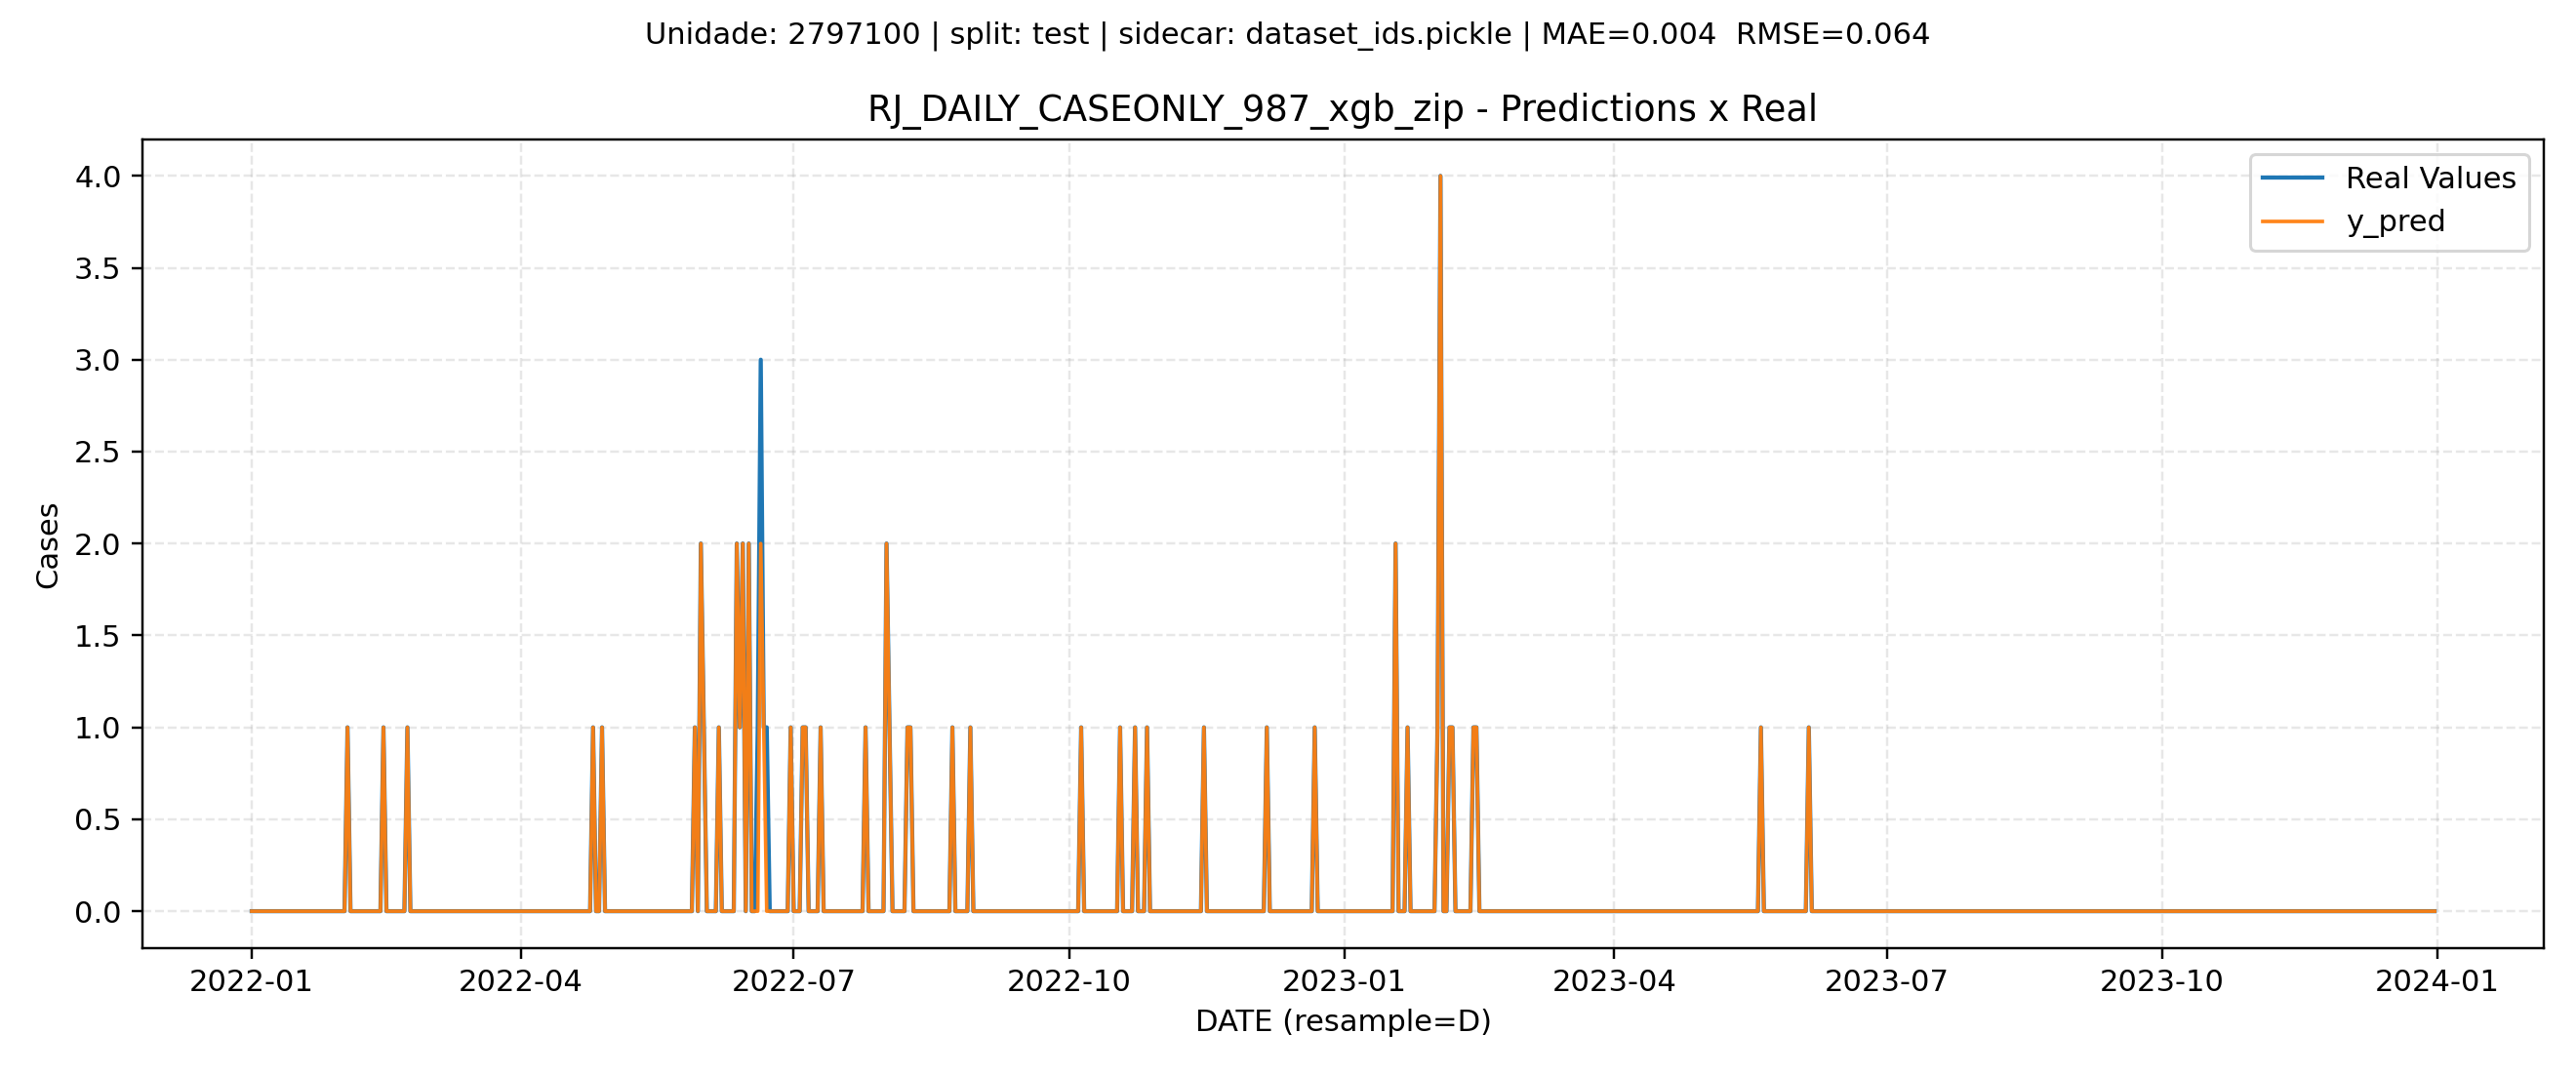 Unidade: 2797100 | split: test | sidecar: dataset_ids.pickle | MAE=0.004  RMSE=0.064
RJ_DAILY_CASEONLY_987_xgb_zip - Predictions x Real
Real Values
y_pred
4.0
3.5
3.0
2.5
2.0
1.5
1.0
0.5
0.0
Cases
2022-01 2022-04 2022-07 2022-10 2023-01 2023-04 2023-07 2023-10 2024-01
DATE (resample=D)